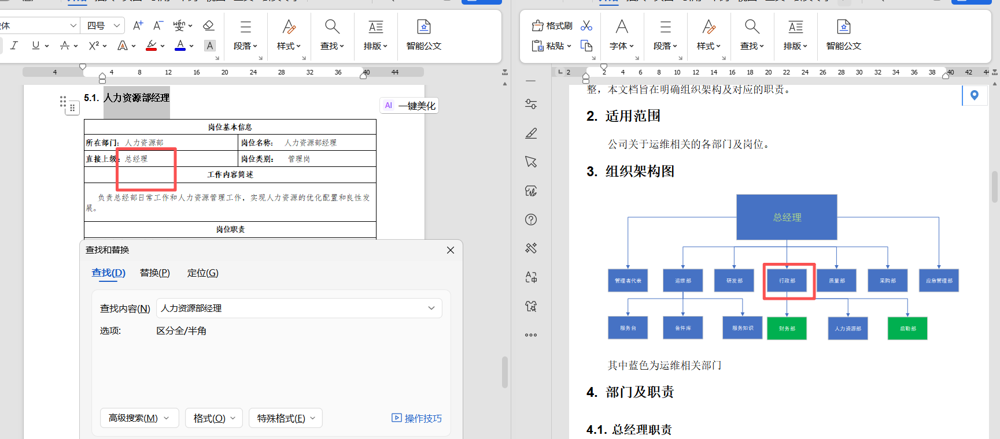 四号
A+
A-
wén
段落
样式
查找
排版
智能公文
I
U
A
X²
A
A
A
4 4 8 12 16 20 24 28 32 36 40 44
5.1. 人力资源部经理
AI 一键美化
岗位基本信息
所在部门： 人力资源部
岗位名称： 人力资源部经理
直接上级： 总经理
岗位类别： 管理岗
工作内容简述
负责总经部日常工作和人力资源管理工作，实现人力资源的优化配置和良性发
展。
岗位职责
查找和替换
查找(D) 替换(P) 定位(G)
查找内容(N) 人力资源部经理
选项: 区分全/半角
高级搜索(M)
格式(O)
特殊格式(E)
操作技巧
格式刷
粘贴
字体
段落
样式
查找
排版
智能公文
2 2 4 6 8 10 12 14 16 18 20 22 24 26 28 30 32 34 36 38 40 42
整，本文档旨在明确组织架构及对应的职责。
2. 适用范围
公司关于运维相关的各部门及岗位。
3. 组织架构图
总经理
管理者代表
运维部
研发部
行政部
质量部
采购部
应急管理部
服务台
备件库
服务知识
财务部
人力资源部
后勤部
其中蓝色为运维相关部门
4. 部门及职责
4.1. 总经理职责